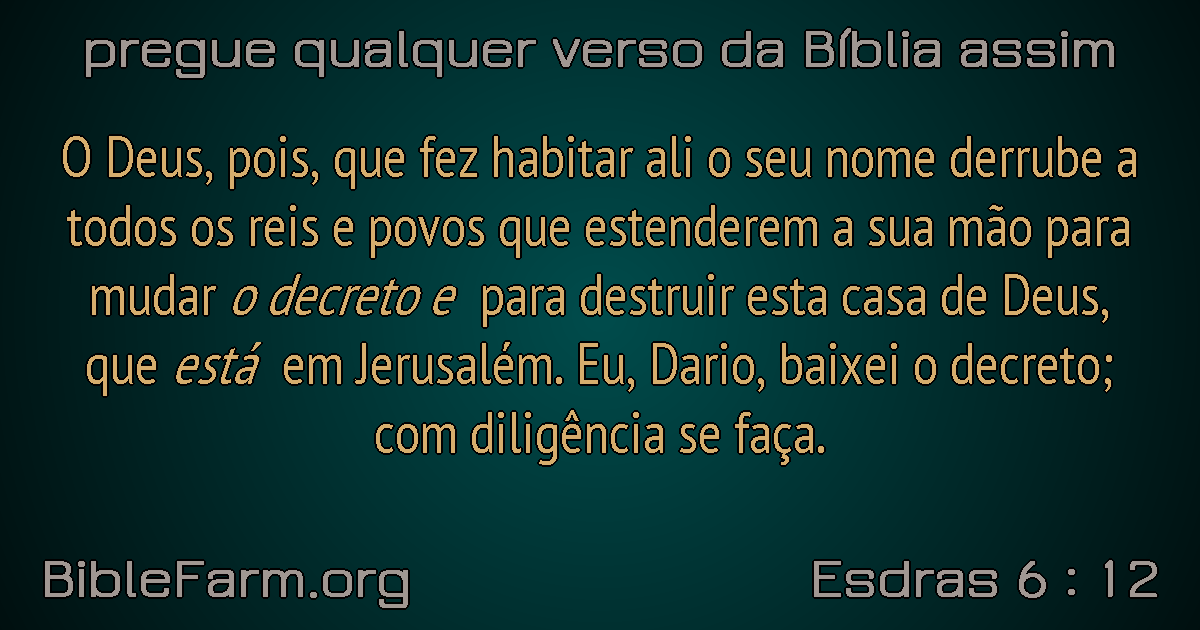 pregue qualquer verso da Bíblia assim
O Deus, pois, que fez habitar ali o seu nome derrube a
todos os reis e povos que estenderem a sua mão para
mudar o decreto e para destruir esta casa de Deus,
que está em Jerusalém. Eu, Dario, baixei o decreto;
com diligência se faça.
BibleFarm.org
Esdras 6 : 12